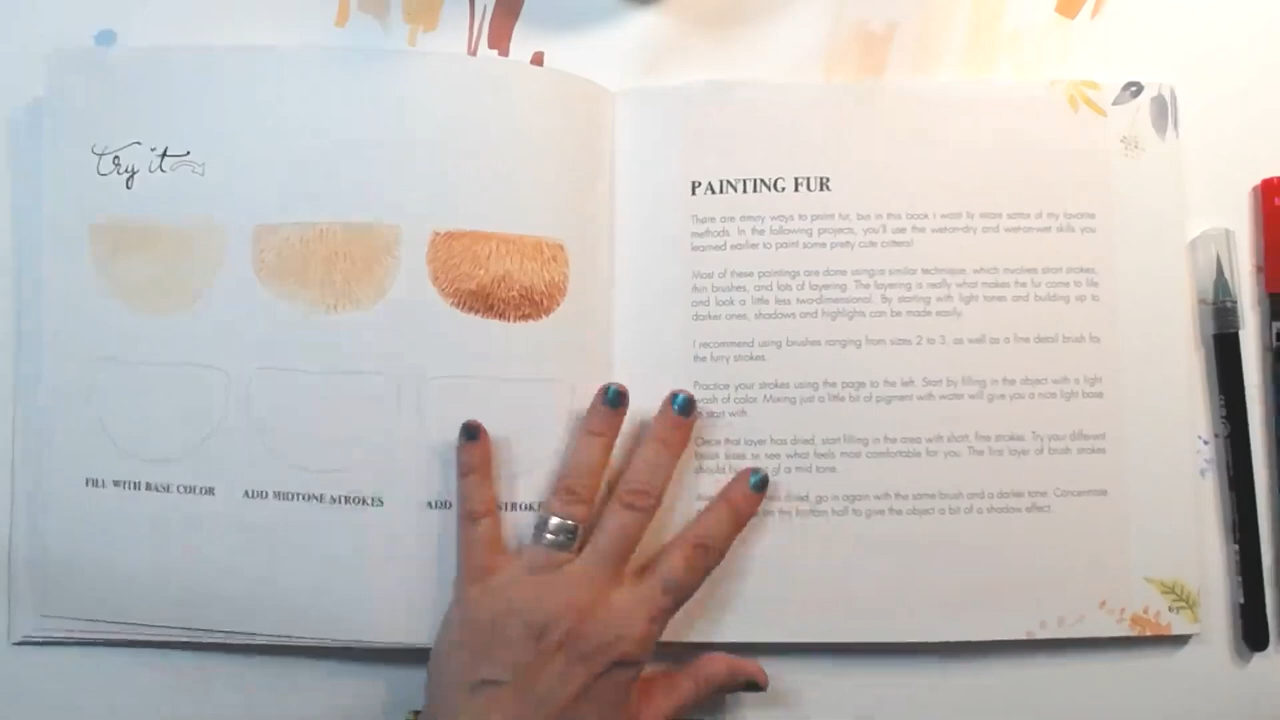 try it
FILL WITH BASE COLOR
ADD MIDTONE STROKES
ADD STROKE
PAINTING FUR
There are many ways to paint fur, but in this book I want to share some of my favorite
methods. In the following projects, you'll use the wet-on-dry and wet-on-wet skills you
learned earlier to paint some pretty cute critters!
Most of these paintings are done using a similar technique, which involves short strokes,
thin brushes, and lots of layering. The layering is really what makes the fur come to life
and look a little less two-dimensional. By starting with light tones and building up to
darker ones, shadows and highlights can be made easily.
I recommend using brushes ranging from sizes 2 to 3, as well as a fine detail brush for
the furry strokes.
Practice your strokes using the page to the left. Start by filling in the object with a light
wash of color. Mixing just a little bit of pigment with water will give you a nice light base
start with.
Once that layer has dried, start filling in the area with short, fine strokes. Try your different
brush sizes to see what feels most comfortable for you. The first layer of brush strokes
should of a mid tone.
dried, go in again with the same brush and a darker tone. Concentrate
the bottom half to give the object a bit of a shadow effect.